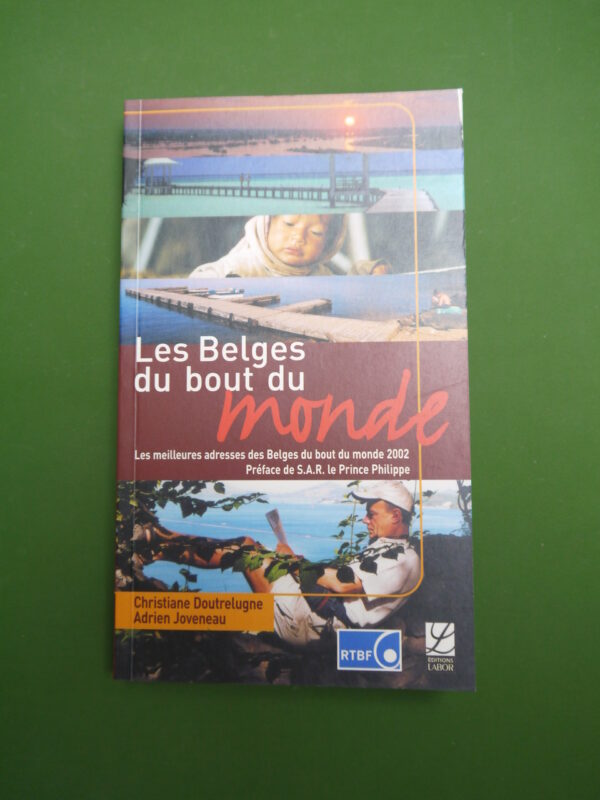 Les Belges
du bout du
monde
Les meilleures adresses des Belges du bout du monde 2002
Préface de S.A.R. le Prince Philippe
Christiane Doutrelugne
Adrien Joveneau
RTBF
L
ÉDITIONS
LABOR